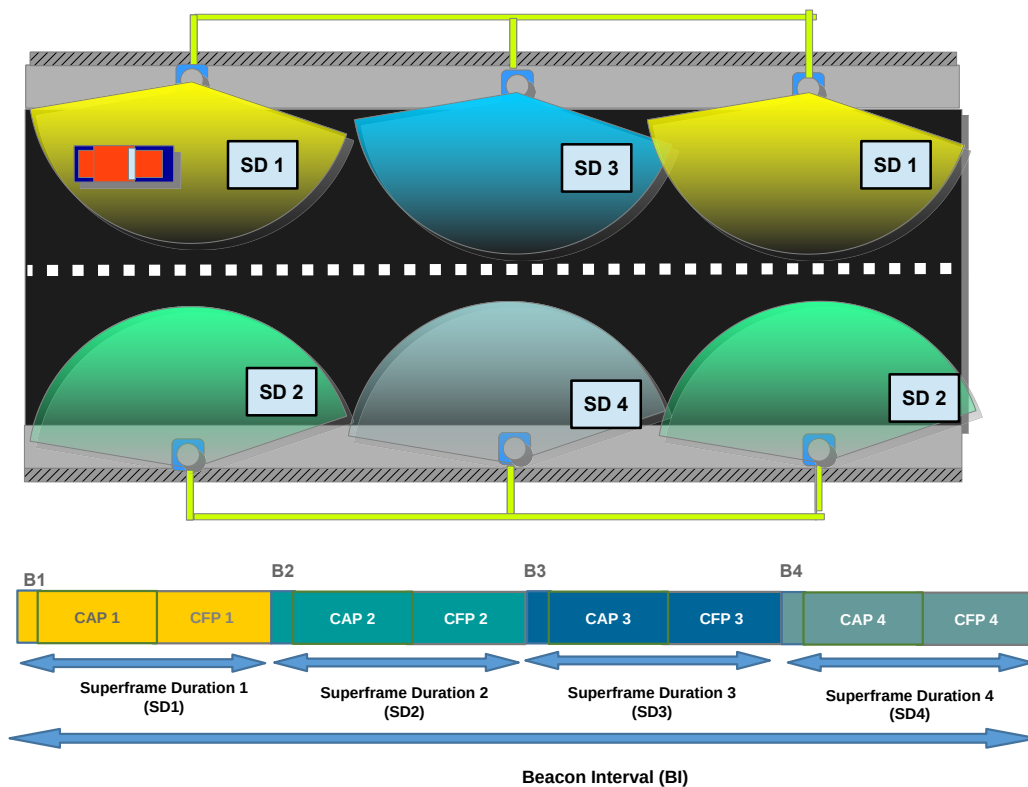 SD 1
SD 3
SD 1
SD 2
SD 4
SD 2
B1
B2
B3
B4
CAP 1
CFP 1
CAP 2
CFP 2
CAP 3
CFP 3
CAP 4
CFP 4
Superframe Duration 1
(SD1)
Superframe Duration 2
(SD2)
Superframe Duration 3
(SD3)
Superframe Duration 4
(SD4)
Beacon Interval (BI)